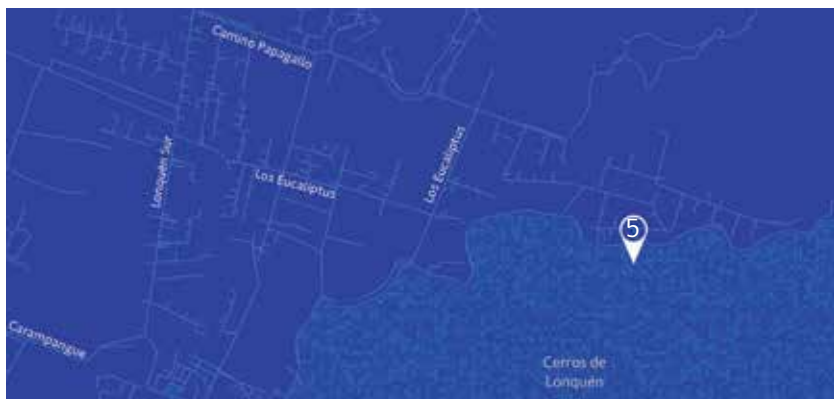 Camino Papagallo
Lonquén Sur
Los Eucaliptus
Los Eucaliptus
5
Carampangue
Cerros de
Lonquén